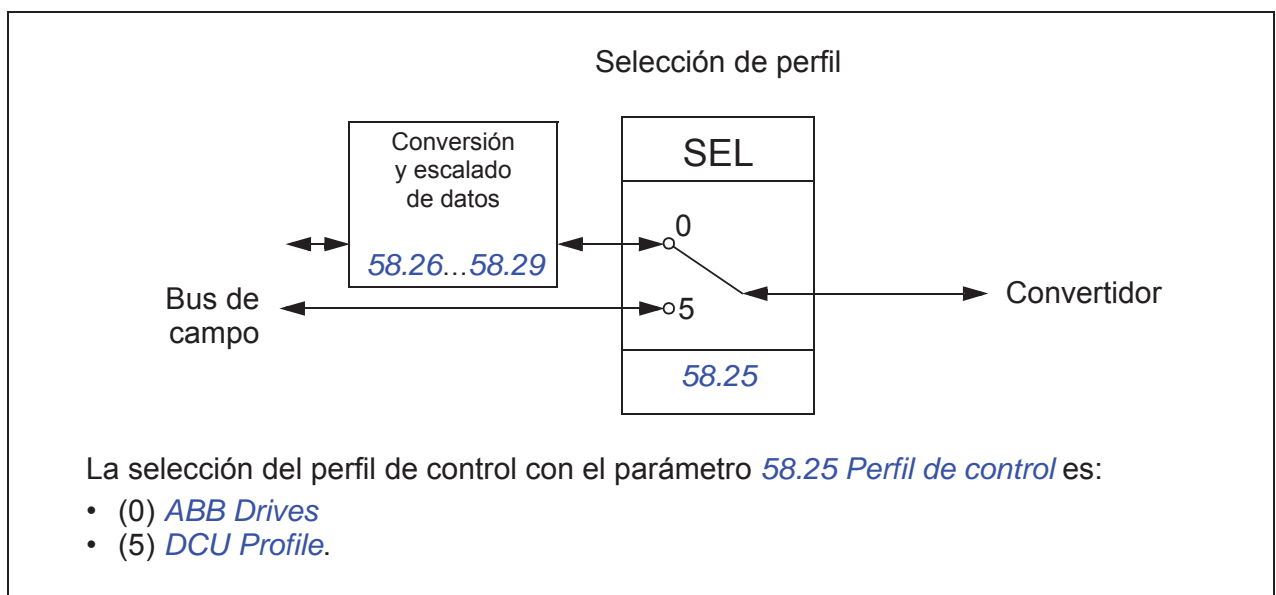 Selección de perfil
Conversión
y escalado
de datos
58.26...58.29
SEL
0
5
58.25
Bus de
campo
Convertidor
La selección del perfil de control con el parámetro 58.25 Perfil de control es:
• (0) ABB Drives
• (5) DCU Profile.